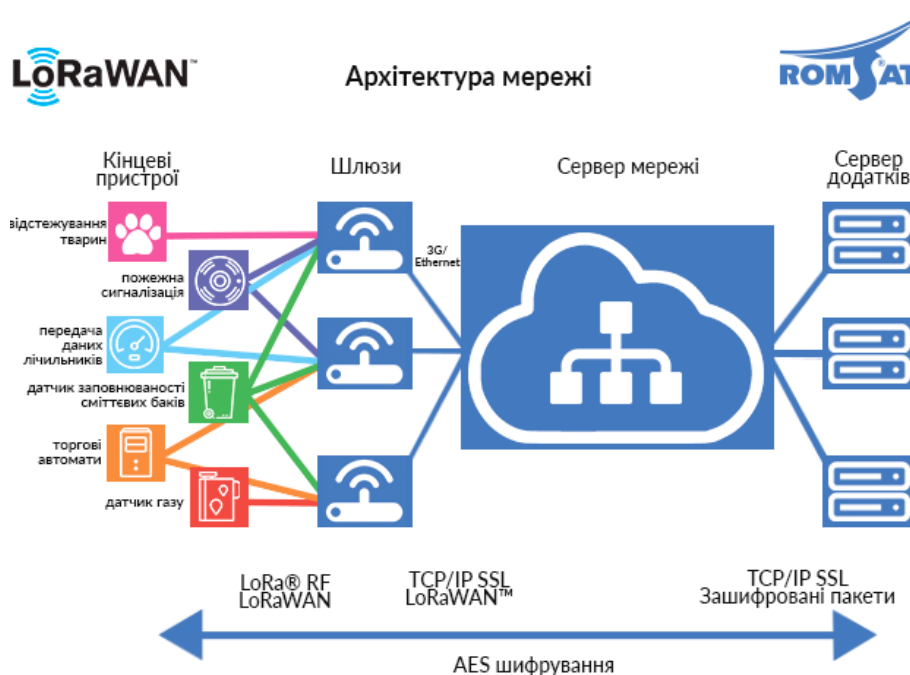 LoRaWAN™
Архітектура мережі
ROMSAT®
Кінцеві
пристрої
Шлюзи
Сервер мережі
Сервер
додатків
відстежування
тварин
3G/
Ethernet
пожежна
сигналізація
передача
даних
лічильників
датчик заповнюваності
сміттєвих баків
торгові
автомати
датчик газу
LoRa® RF
LoRaWAN
TCP/IP SSL
LoRaWAN™
TCP/IP SSL
Зашифровані пакети
AES шифрування